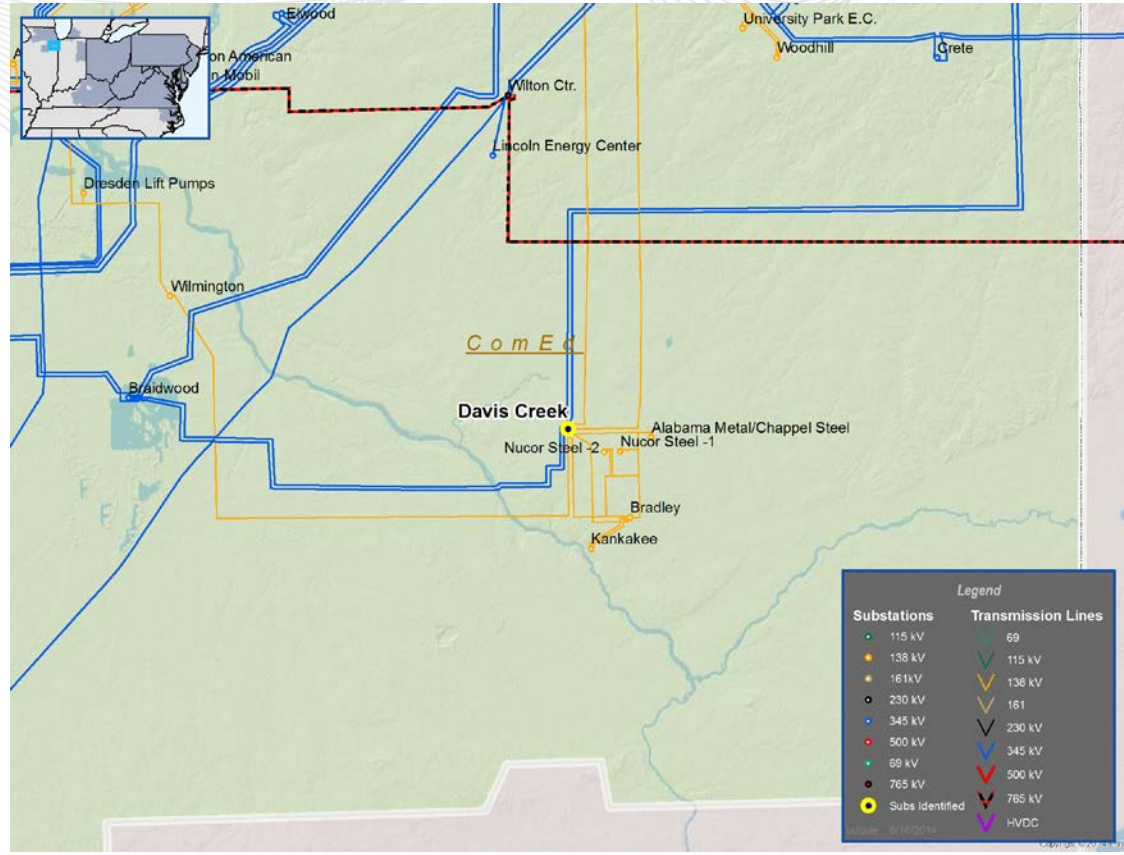 Elwood
University Park E.C.
Woodhill
Crete
on American
n-Mobil
Wilton Ctr.
Lincoln Energy Center
Dresden Lift Pumps
Wilmington
ComEd
Braidwood
Davis Creek
Alabama Metal/Chappel Steel
Nucor Steel -2
Nucor Steel -1
Bradley
Kankakee
Legend
Substations
Transmission Lines
115 kV
69
138 kV
115 kV
161kV
138 kV
230 kV
161
345 kV
230 kV
500 kV
345 kV
69 kV
500 kV
765 kV
765 kV
Subs Identified
HVDC
6/16/2014